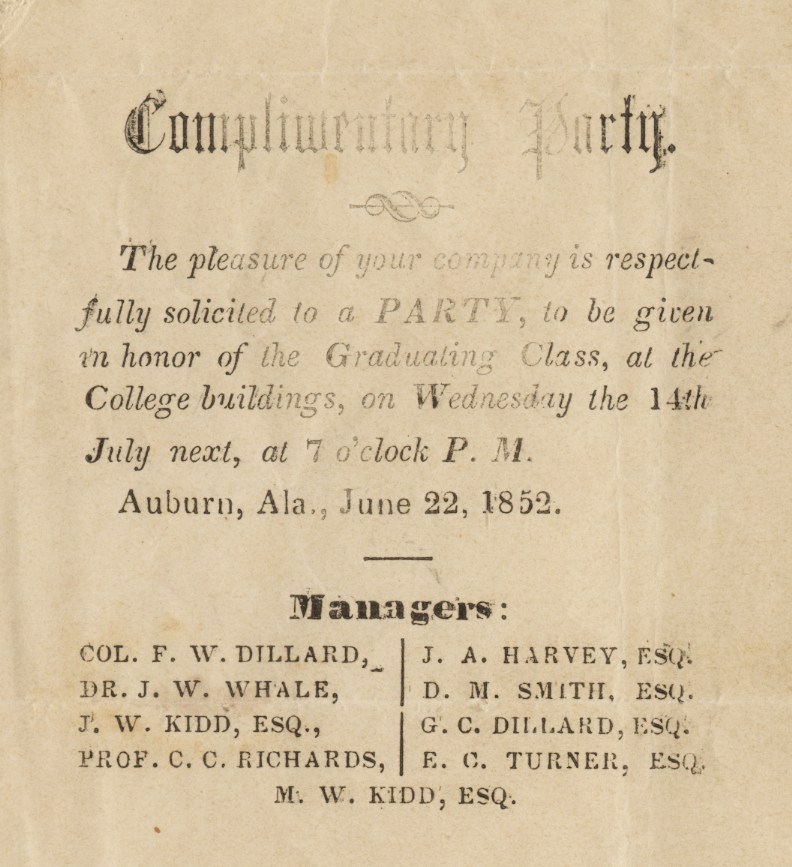 Complimentary Party.
The pleasure of your company is respect-
fully solicited to a PARTY, to be given
in honor of the Graduating Class, at the
College buildings, on Wednesday the 14th
July next, at 7 o'clock P. M.
Auburn, Ala., June 22, 1852.
Managers:
COL. F. W. DILLARD, | J. A. HARVEY, ESQ.
DR. J. W. WHALE, | D. M. SMITH, ESQ.
J. W. KIDD, ESQ., | G. C. DILLARD, ESQ.
PROF. C. C. RICHARDS, | E. C. TURNER, ESQ.
M. W. KIDD, ESQ.